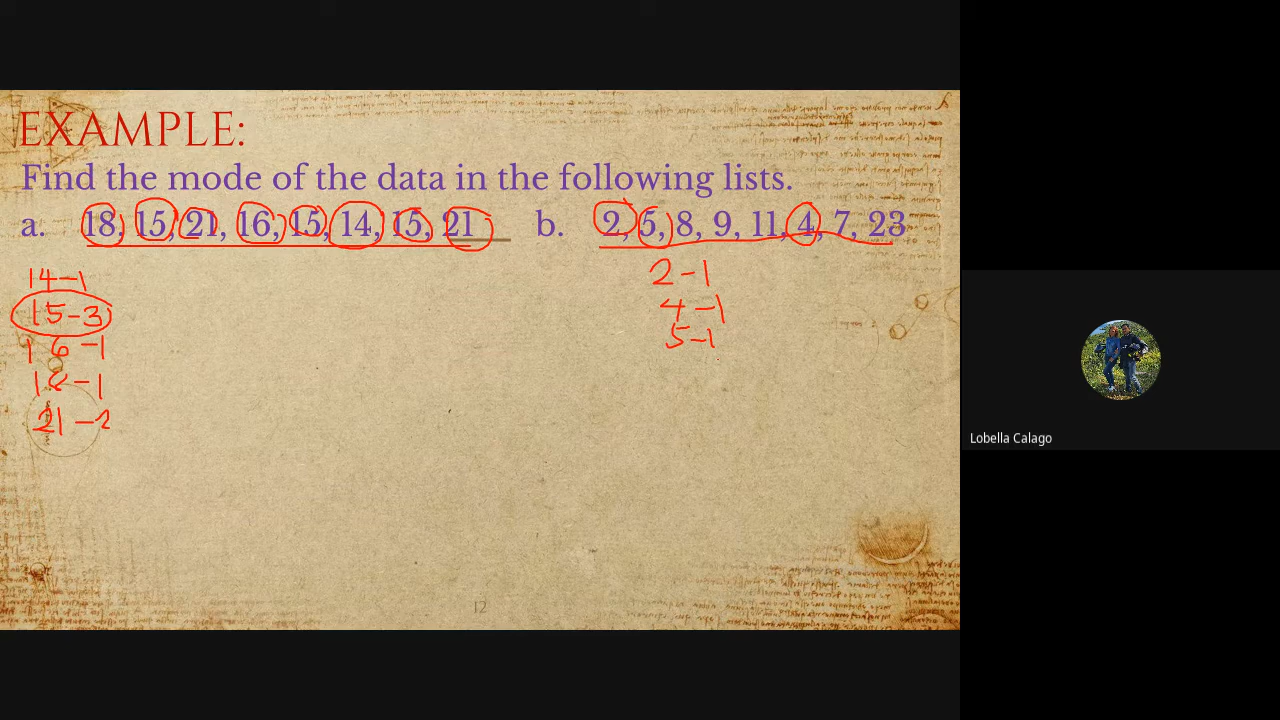 EXAMPLE:
Find the mode of the data in the following lists.
a. 18, 15, 21, 16, 15, 14, 15, 21 b. 2, 5, 8, 9, 11, 4, 7, 23
14-1
15-3
16-1
18-1
21-2
2-1
4-1
5-1
Lobella Calago
12